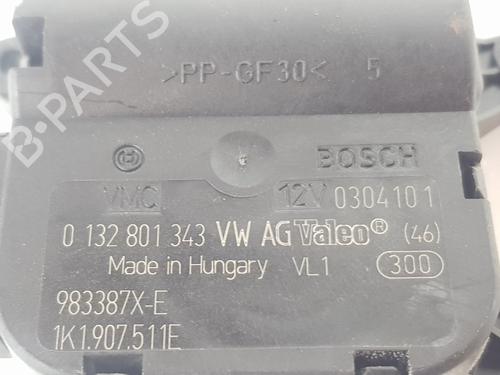 >PP-GF30< 5
BOSCH
VMC 12V 0304101
0 132 801 343 VW AG Valeo® (46)
Made in Hungary VL1 300
983387X-E
1K1.907.511E
B-PARTS